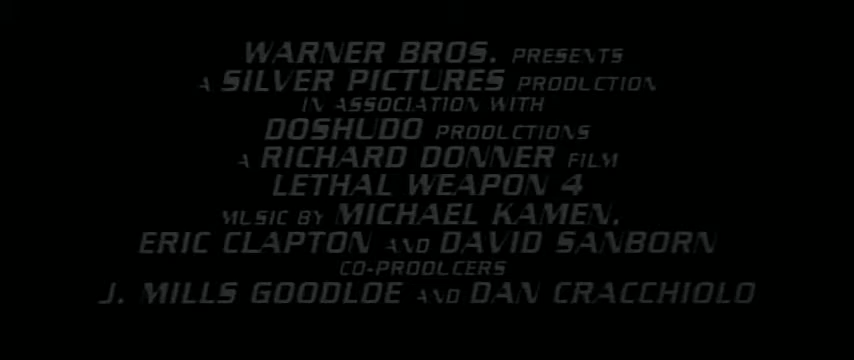 WARNER BROS. PRESENTS
A SILVER PICTURES PRODUCTION
IN ASSOCIATION WITH
DOSHUDO PRODUCTIONS
A RICHARD DONNER FILM
LETHAL WEAPON 4
MUSIC BY MICHAEL KAMEN,
ERIC CLAPTON AND DAVID SANBORN
CO-PRODUCERS
J. MILLS GOODLOE AND DAN CRACCHIOLO